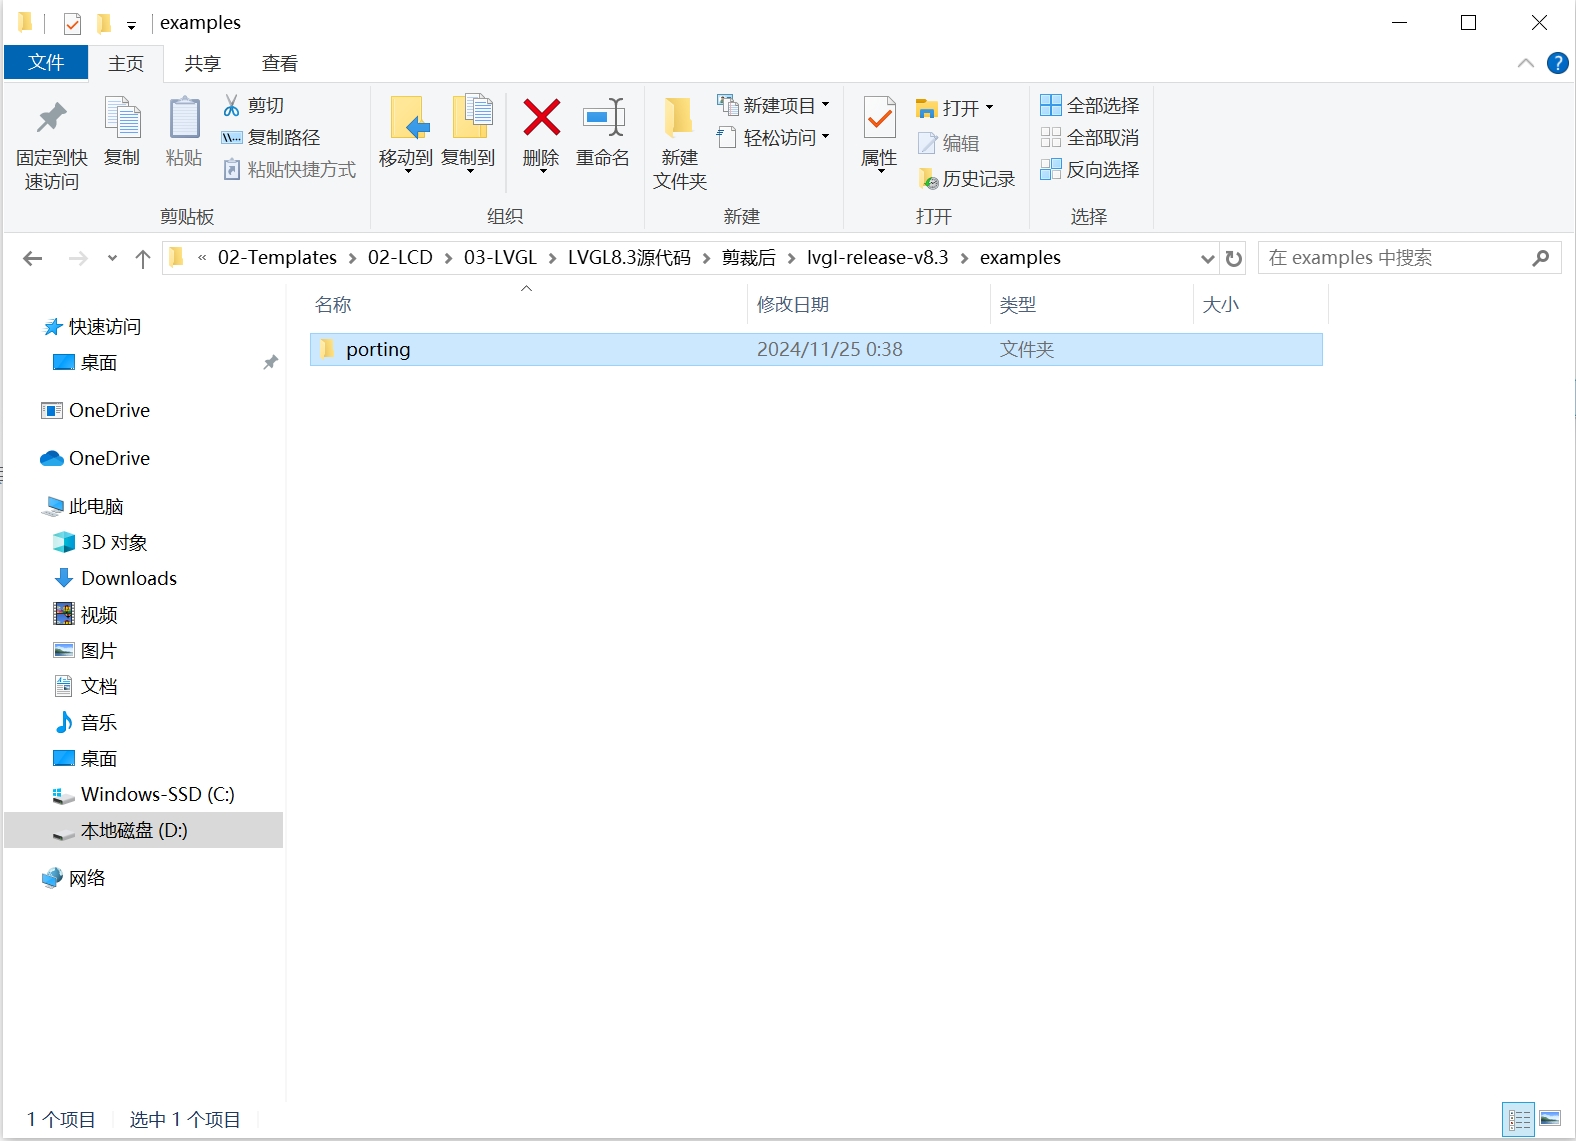 examples
文件 主页 共享 查看
固定到快速访问
复制
粘贴
剪切
复制路径
粘贴快捷方式
剪贴板
移动到
复制到
删除
重命名
组织
新建
文件夹
新建项目
轻松访问
新建
属性
打开
编辑
历史记录
打开
全部选择
全部取消
反向选择
选择
« 02-Templates > 02-LCD > 03-LVGL > LVGL8.3源代码 > 剪裁后 > lvgl-release-v8.3 > examples
在 examples 中搜索
名称 修改日期 类型 大小
porting 2024/11/25 0:38 文件夹
快速访问
桌面
OneDrive
OneDrive
此电脑
3D 对象
Downloads
视频
图片
文档
音乐
桌面
Windows-SSD (C:)
本地磁盘 (D:)
网络
1 个项目 选中 1 个项目